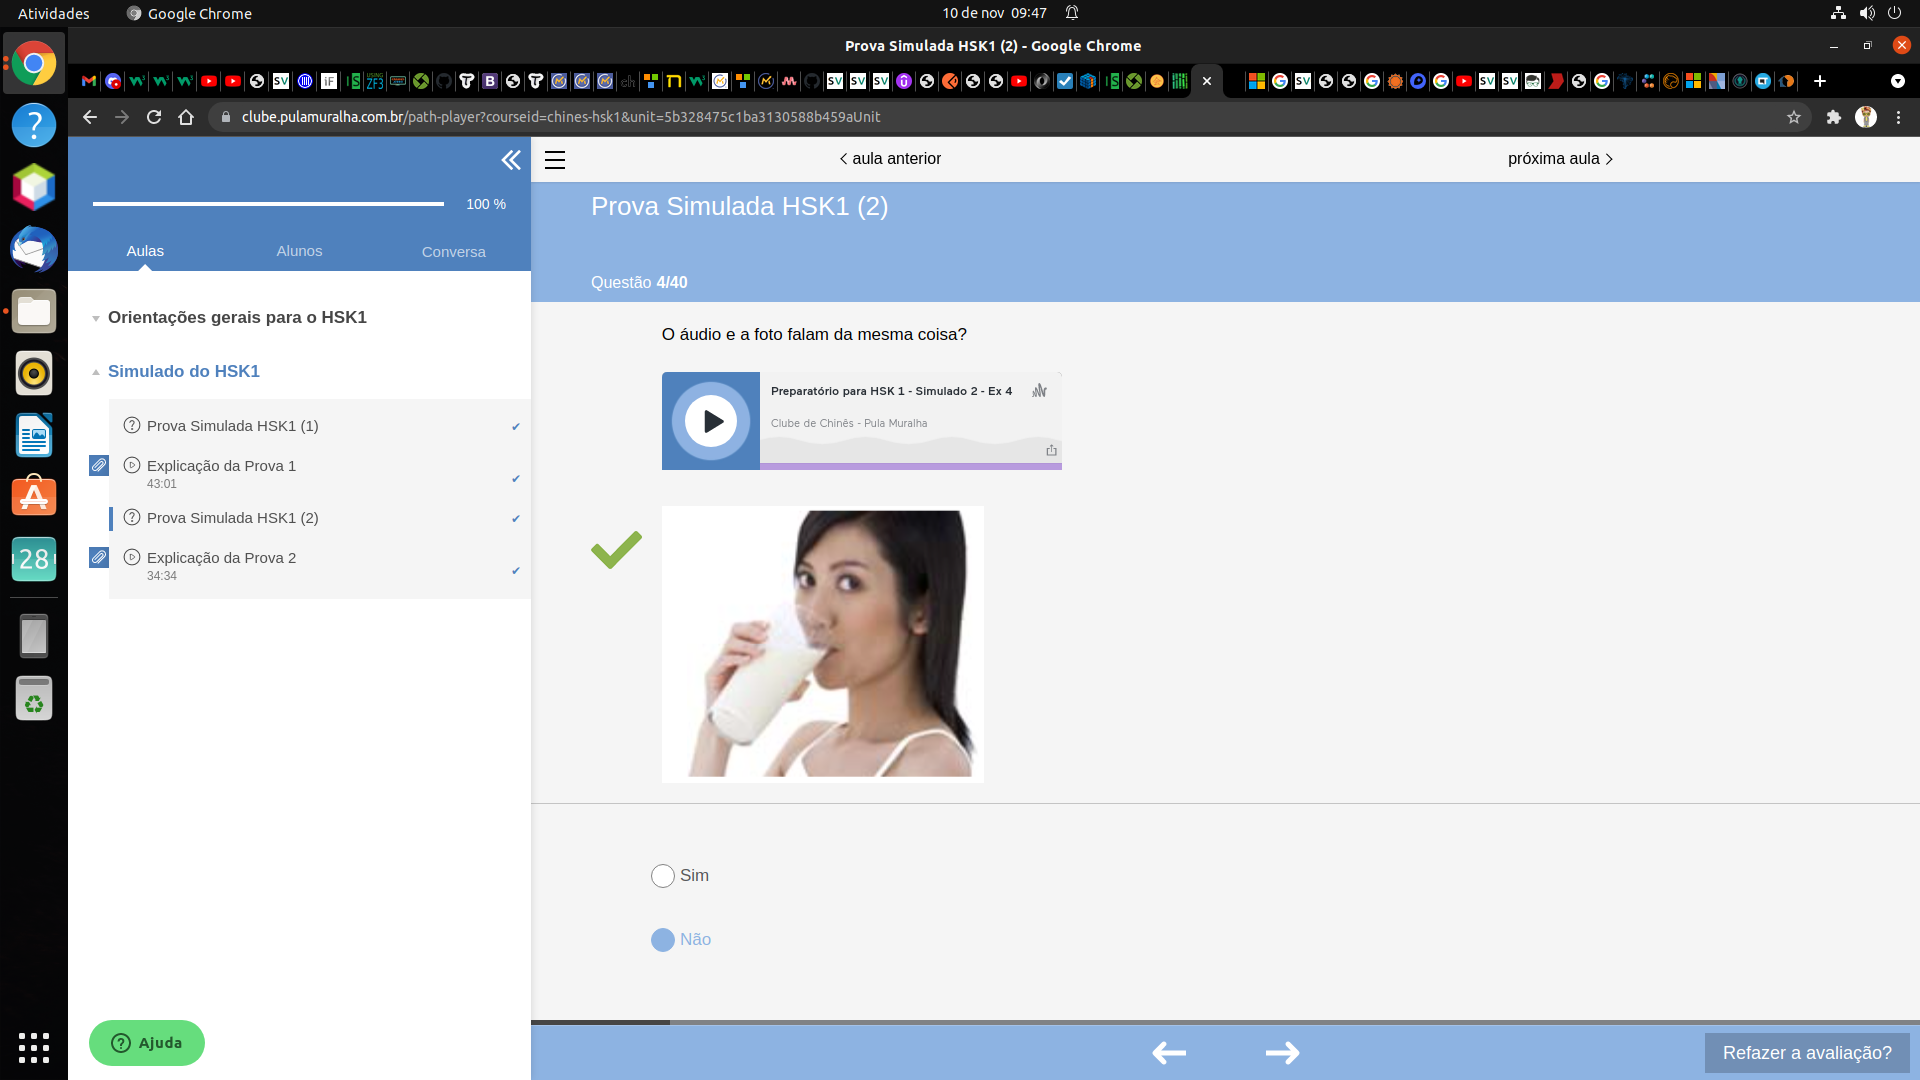 Atividades
Google Chrome
10 de nov 09:47
Prova Simulada HSK1 (2) - Google Chrome
clube.pulamuralha.com.br/path-player?courseid=chines-hsk1&unit=5b328475c1ba3130588b459aUnit
100 %
Aulas
Alunos
Conversa
Orientações gerais para o HSK1
Simulado do HSK1
Prova Simulada HSK1 (1)
Explicação da Prova 1
43:01
Prova Simulada HSK1 (2)
Explicação da Prova 2
34:34
Ajuda
28
aula anterior
próxima aula
Prova Simulada HSK1 (2)
Questão 4/40
O áudio e a foto falam da mesma coisa?
Preparatório para HSK 1 - Simulado 2 - Ex 4
Clube de Chinês - Pula Muralha
Sim
Não
Refazer a avaliação?